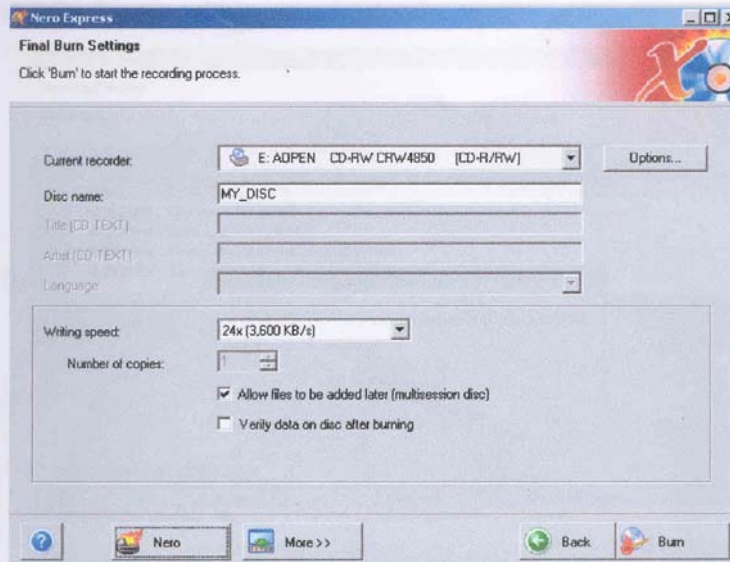 Nero Express
Final Burn Settings
Click 'Burn' to start the recording process.
Current recorder:
E: AOPEN CD-RW CRW4850 [CD-R/RW]
Options...
Disc name:
MY_DISC
Title (CD TEXT):
Artist (CD TEXT)
Language:
Writing speed:
24x (3,600 KB/s)
Number of copies:
1
Allow files to be added later (multisession disc)
Verify data on disc after burning
Nero
More >>
Back
Burn